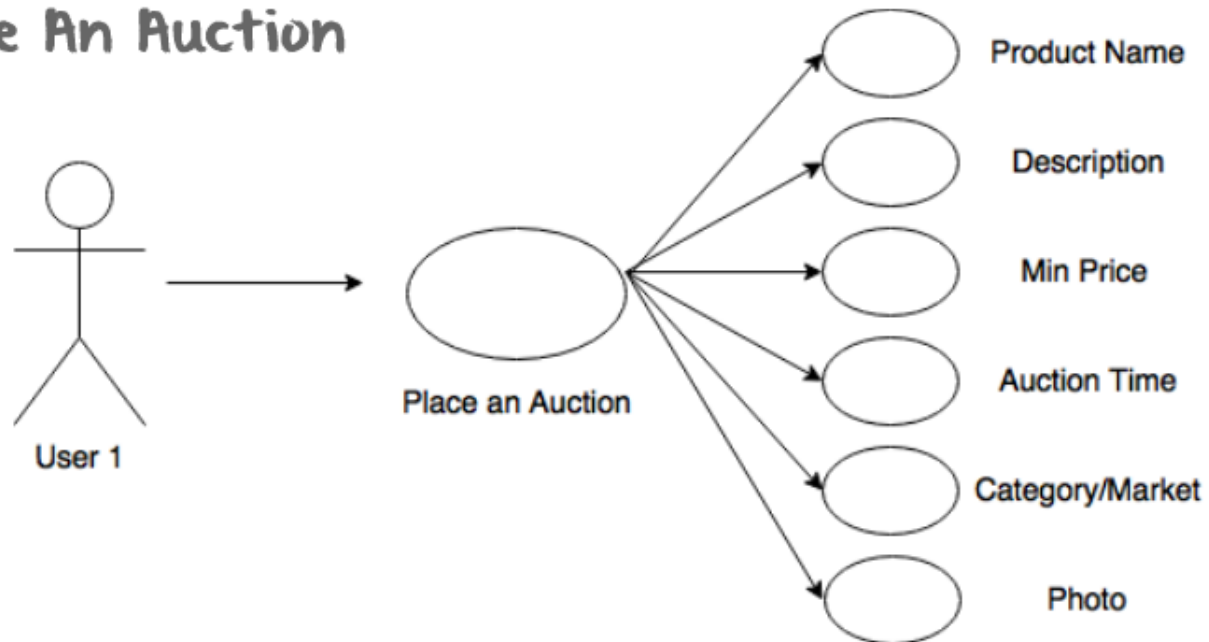 e An Auction
Product Name
Description
Min Price
Auction Time
Category/Market
Photo
Place an Auction
User 1